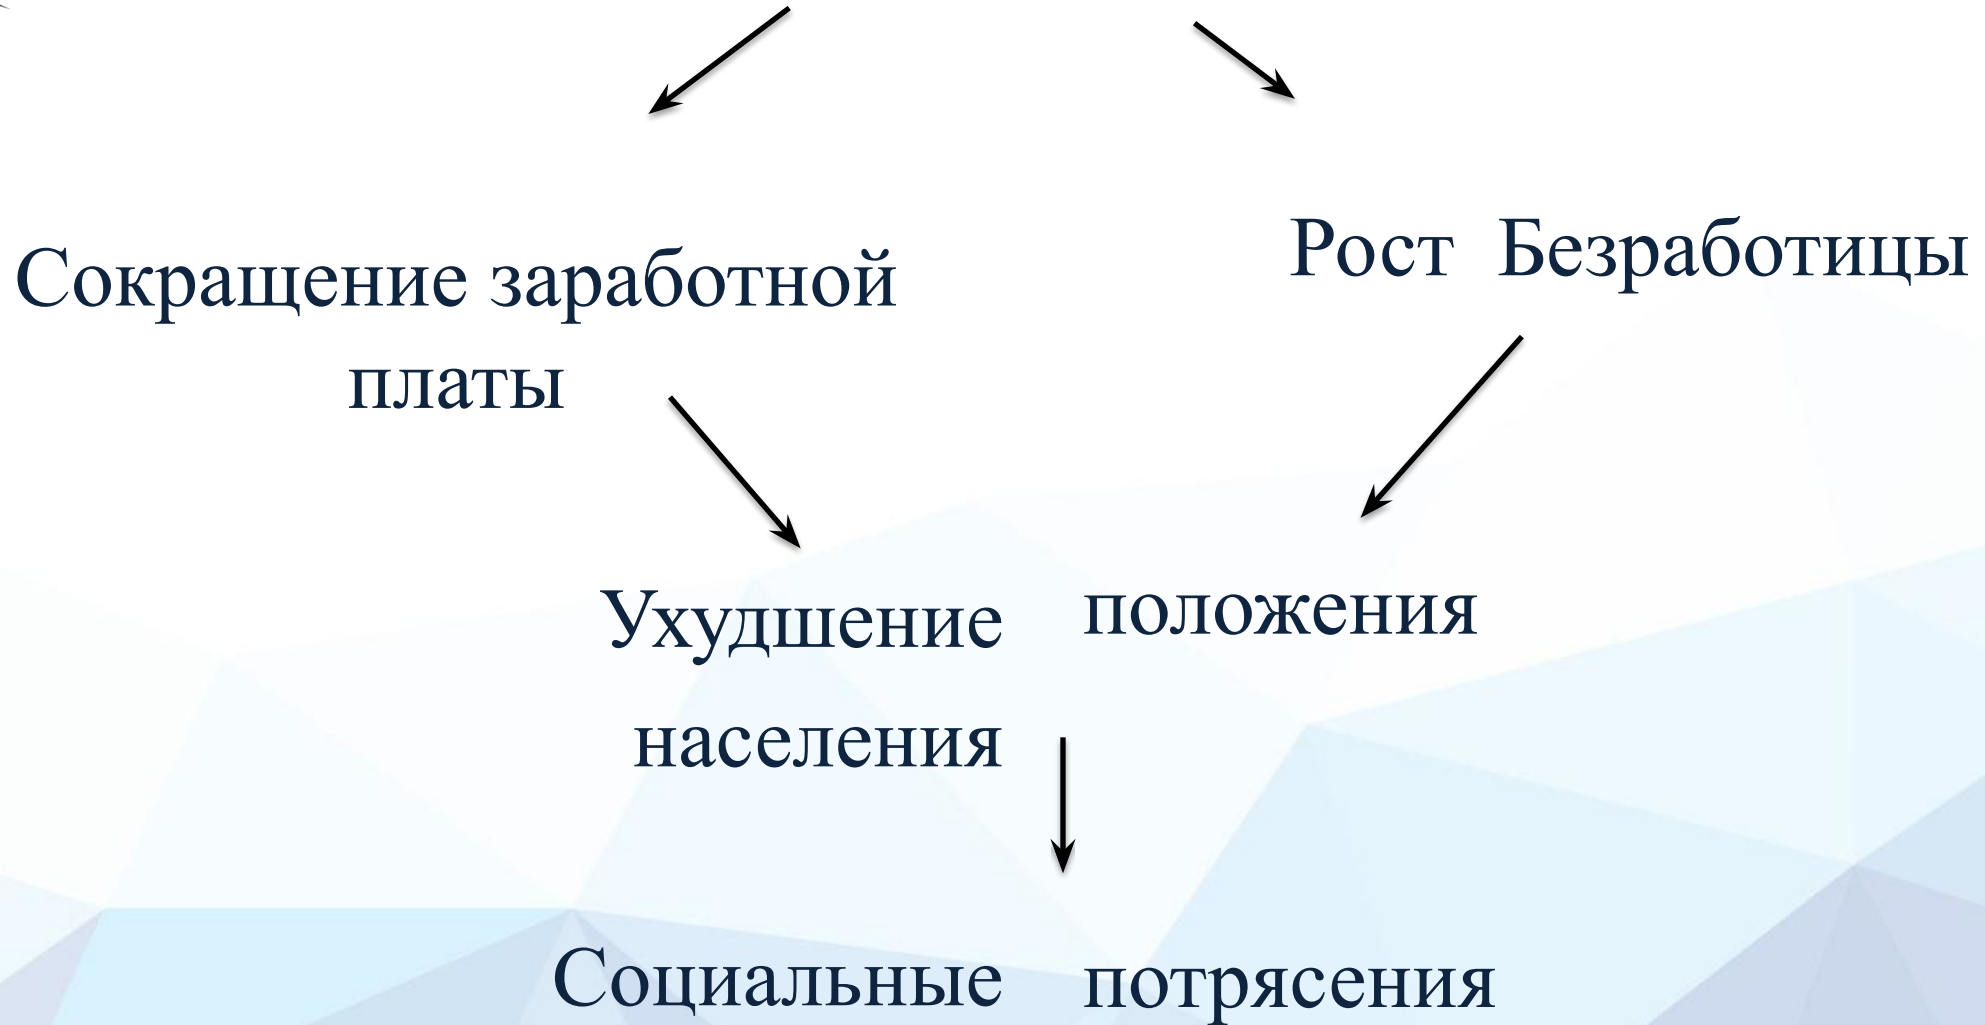 Сокращение заработной
платы
Рост Безработицы
Ухудшение положения
населения
Социальные потрясения